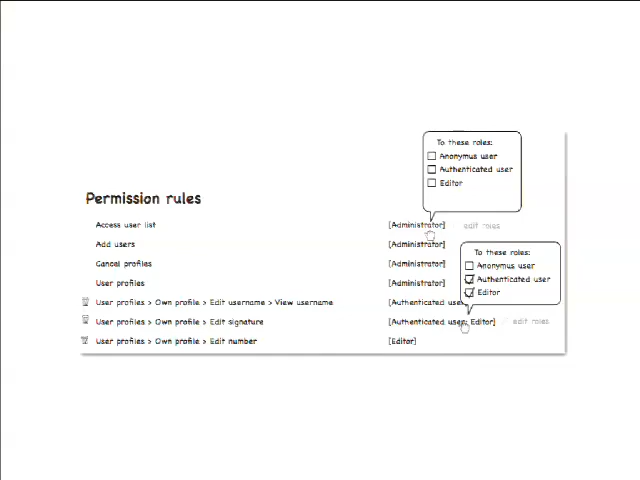 To these roles:
Anonymus user
Authenticated user
Editor
Permission rules
Access user list [Administrator] edit roles
Add users [Administrator]
To these roles:
Anonymus user
Authenticated user
Editor
Cancel profiles [Administrator]
User profiles [Administrator]
User profiles > Own profile > Edit username > View username [Authenticated use
User profiles > Own profile > Edit signature [Authenticated user, Editor] edit roles
User profiles > Own profile > Edit number [Editor]